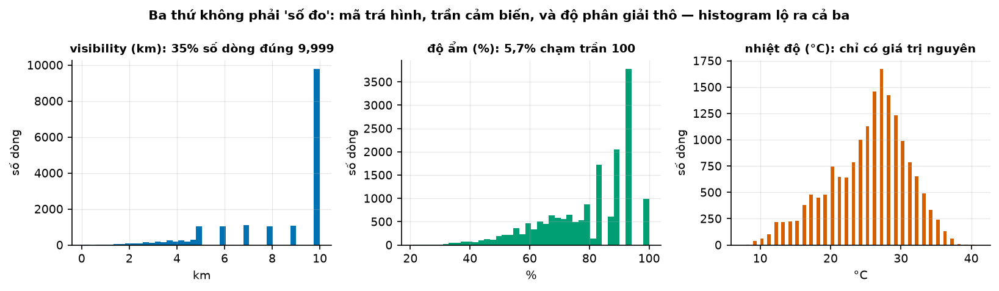 Ba thứ không phải 'số đo': mã trá hình, trần cảm biến, và độ phân giải thô — histogram lộ ra cả ba
visibility (km): 35% số dòng đúng 9,999
10000
8000
6000
4000
2000
0
số dòng
0 2 4 6 8 10
km
độ ẩm (%): 5,7% chạm trần 100
3500
3000
2500
2000
1500
1000
500
0
số dòng
20 40 60 80 100
%
nhiệt độ (°C): chỉ có giá trị nguyên
1750
1500
1250
1000
750
500
250
0
số dòng
10 20 30 40
°C